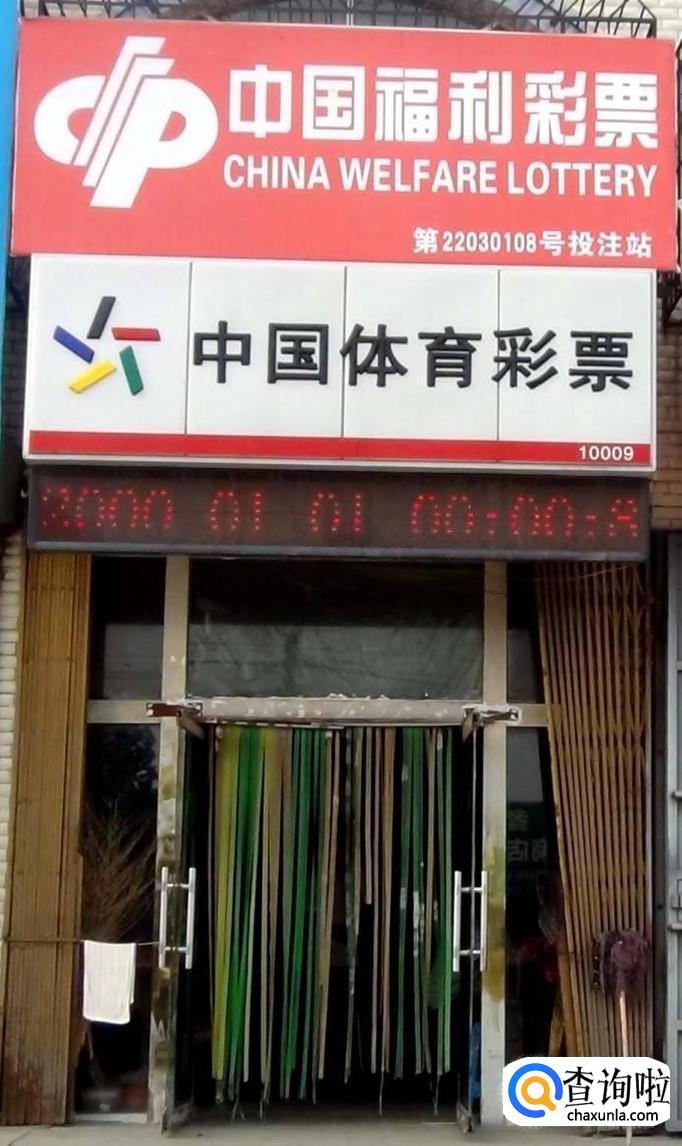 中国福利彩票
CHINA WELFARE LOTTERY
第22030108号投注站
中国体育彩票
10009
2000 01 01 00:00:A
查询啦
chaxunla.com